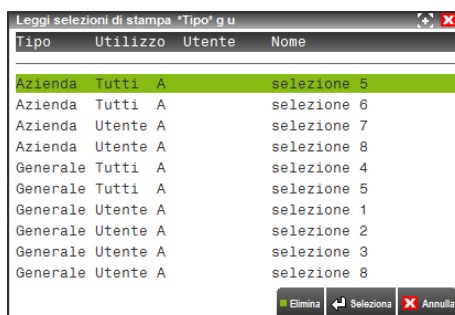 Leggi selezioni di stampa *Tipo* g u
Tipo Utilizzo Utente Nome
Azienda Tutti A selezione 5
Azienda Tutti A selezione 6
Azienda Utente A selezione 7
Azienda Utente A selezione 8
Generale Tutti A selezione 4
Generale Tutti A selezione 5
Generale Utente A selezione 1
Generale Utente A selezione 2
Generale Utente A selezione 3
Generale Utente A selezione 8
Elimina Seleziona Annulla